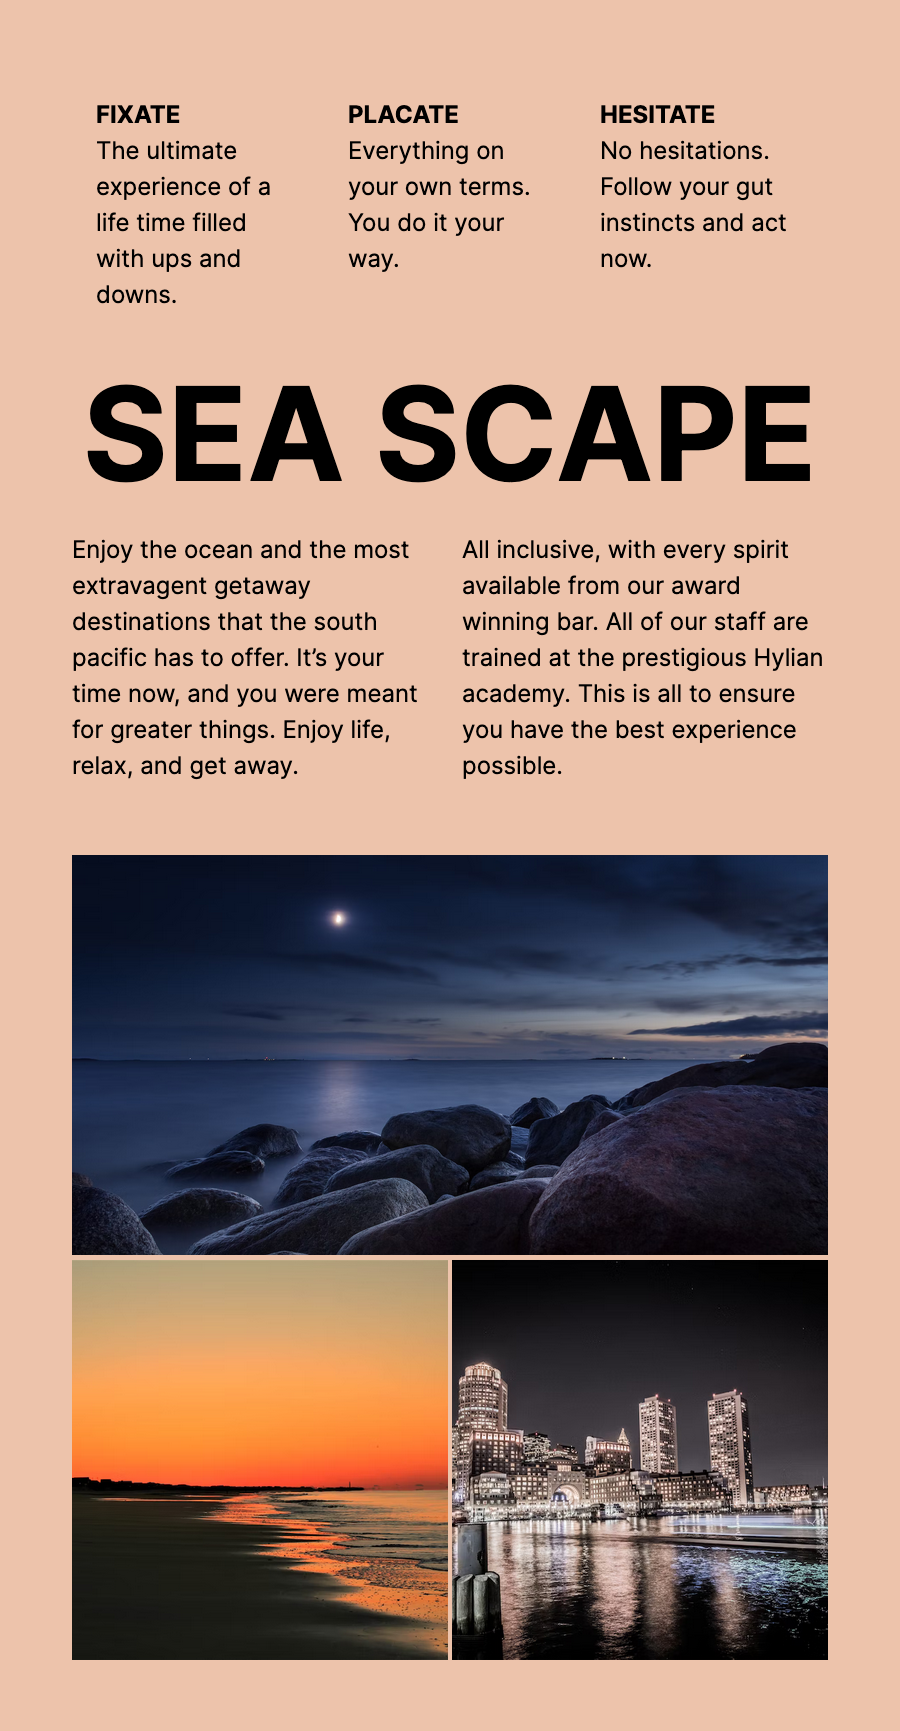 FIXATE
The ultimate
experience of a
life time filled
with ups and
downs.
PLACATE
Everything on
your own terms.
You do it your
way.
HESITATE
No hesitations.
Follow your gut
instincts and act
now.
SEA SCAPE
Enjoy the ocean and the most
extravagent getaway
destinations that the south
pacific has to offer. It’s your
time now, and you were meant
for greater things. Enjoy life,
relax, and get away.
All inclusive, with every spirit
available from our award
winning bar. All of our staff are
trained at the prestigious Hylian
academy. This is all to ensure
you have the best experience
possible.